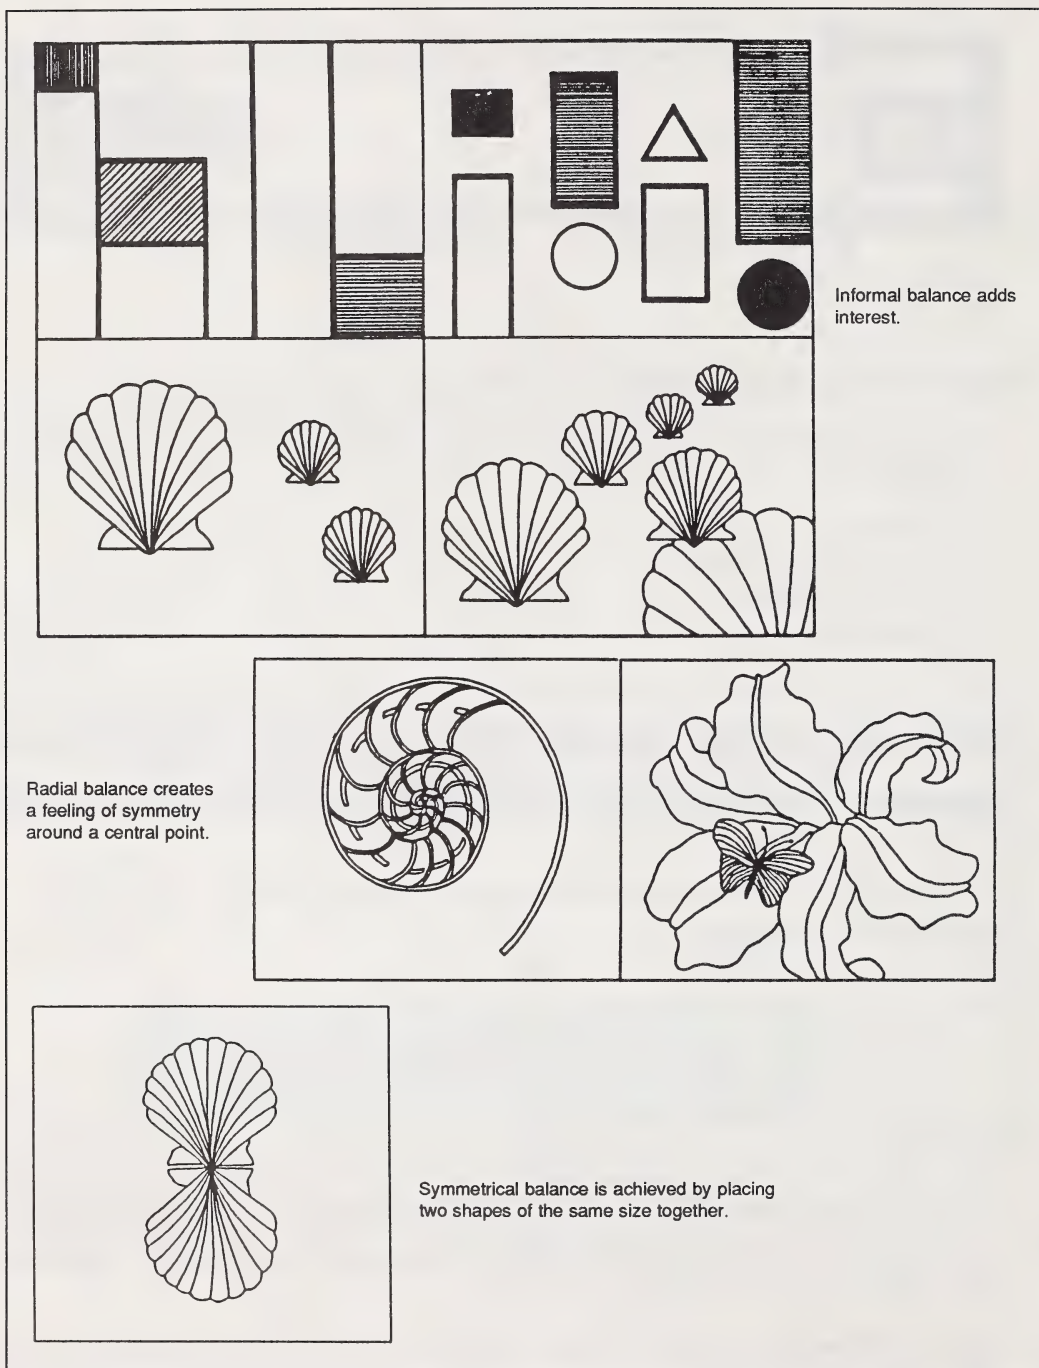 Informal balance adds
interest.
Radial balance creates
a feeling of symmetry
around a central point.
Symmetrical balance is achieved by placing
two shapes of the same size together.